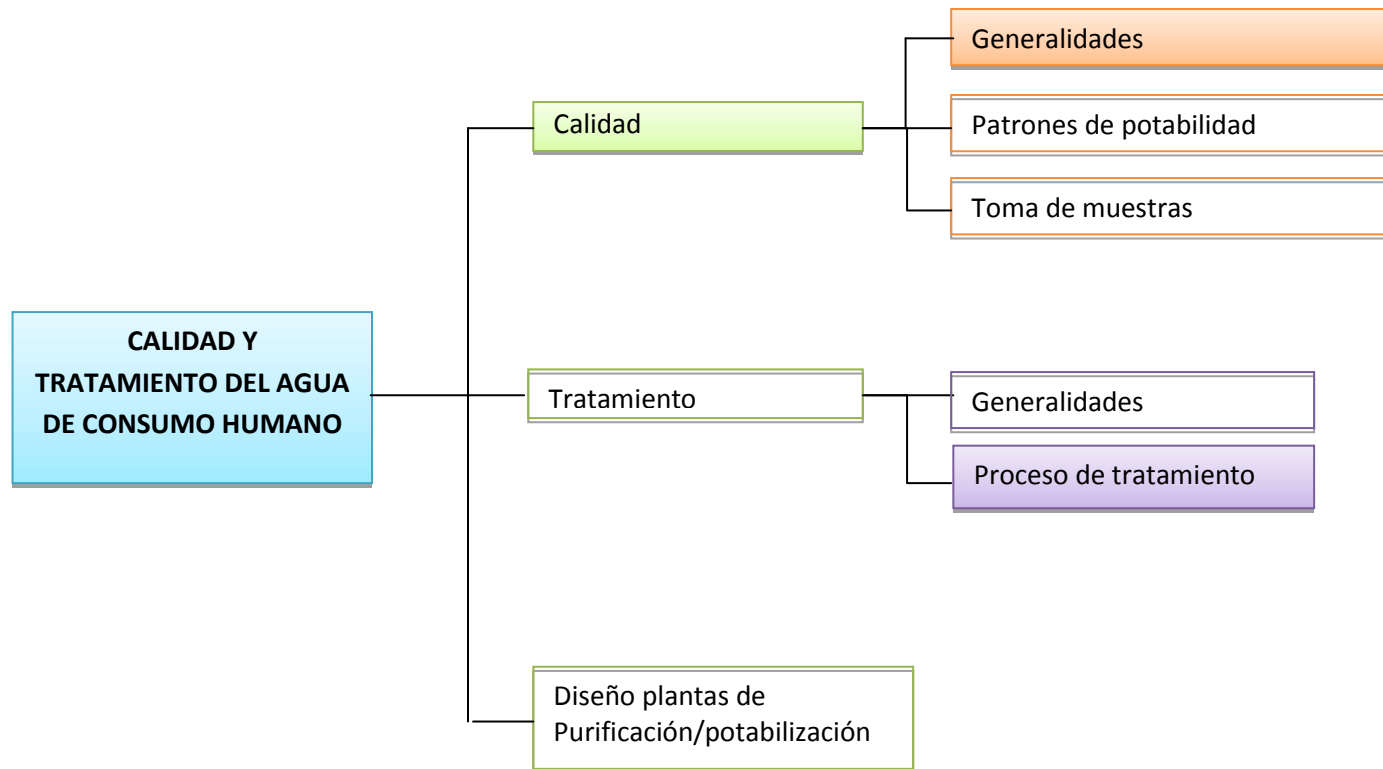 Generalidades
Calidad
Patrones de potabilidad
Toma de muestras
CALIDAD Y
TRATAMIENTO DEL AGUA
DE CONSUMO HUMANO
Tratamiento
Generalidades
Proceso de tratamiento
Diseño plantas de
Purificación/potabilización